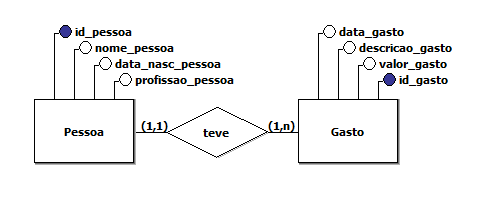 id_pessoa
nome_pessoa
data_nasc_pessoa
profissao_pessoa
data_gasto
descricao_gasto
valor_gasto
id_gasto
Pessoa
(1,1)
teve
(1,n)
Gasto